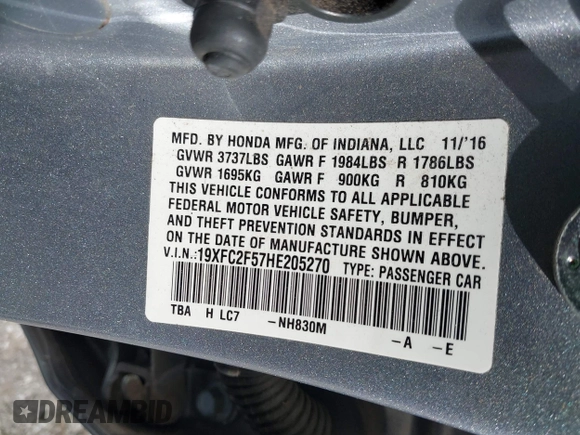 MFD. BY HONDA MFG. OF INDIANA, LLC 11/'16
GVWR 3737LBS GAWR F 1984LBS R 1786LBS
GVWR 1695KG GAWR F 900KG R 810KG
THIS VEHICLE CONFORMS TO ALL APPLICABLE
FEDERAL MOTOR VEHICLE SAFETY, BUMPER,
AND THEFT PREVENTION STANDARDS IN EFFECT
ON THE DATE OF MANUFACTURE SHOWN ABOVE.
V.I.N.:19XFC2F57HE205270 TYPE: PASSENGER CAR
TBA H LC7 -NH830M -A -E
DREAMBID